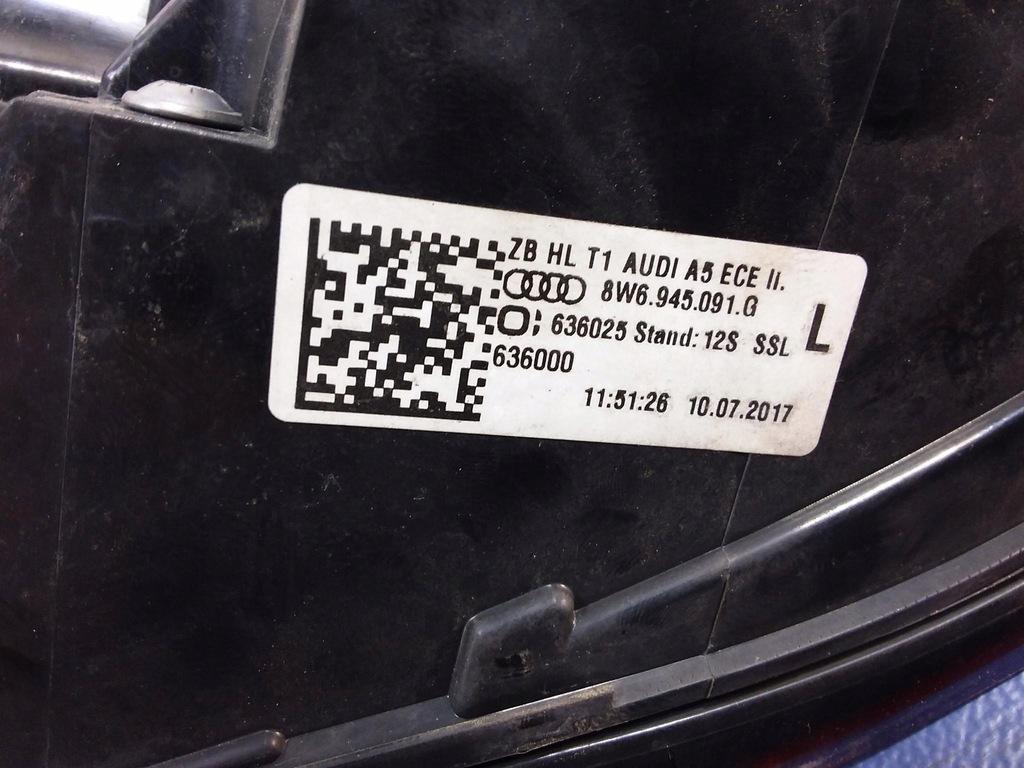 ZB HL T1 AUDI A5 ECE li.
8W6.945.091.G
636025 Stand: 12S SSL
L
636000
11:51:26 10.07.2017